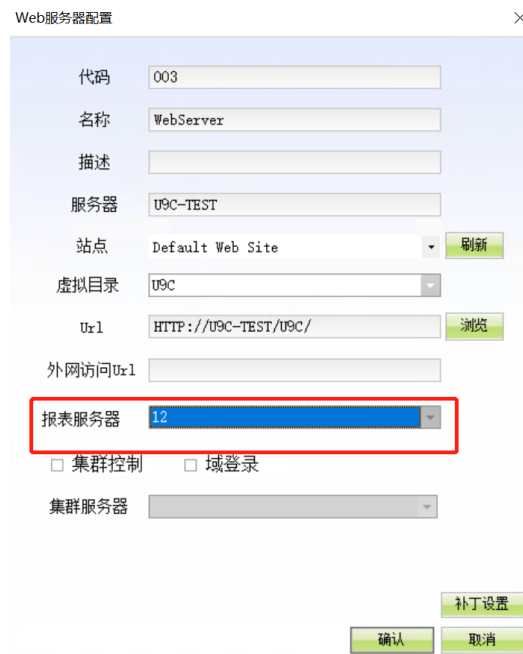 Web服务器配置
代码 003
名称 WebServer
描述
服务器 U9C-TEST
站点 Default Web Site 刷新
虚拟目录 U9C
Url HTTP://U9C-TEST/U9C/ 浏览
外网访问Url
报表服务器 12
集群控制 域登录
集群服务器
补丁设置
确认 取消